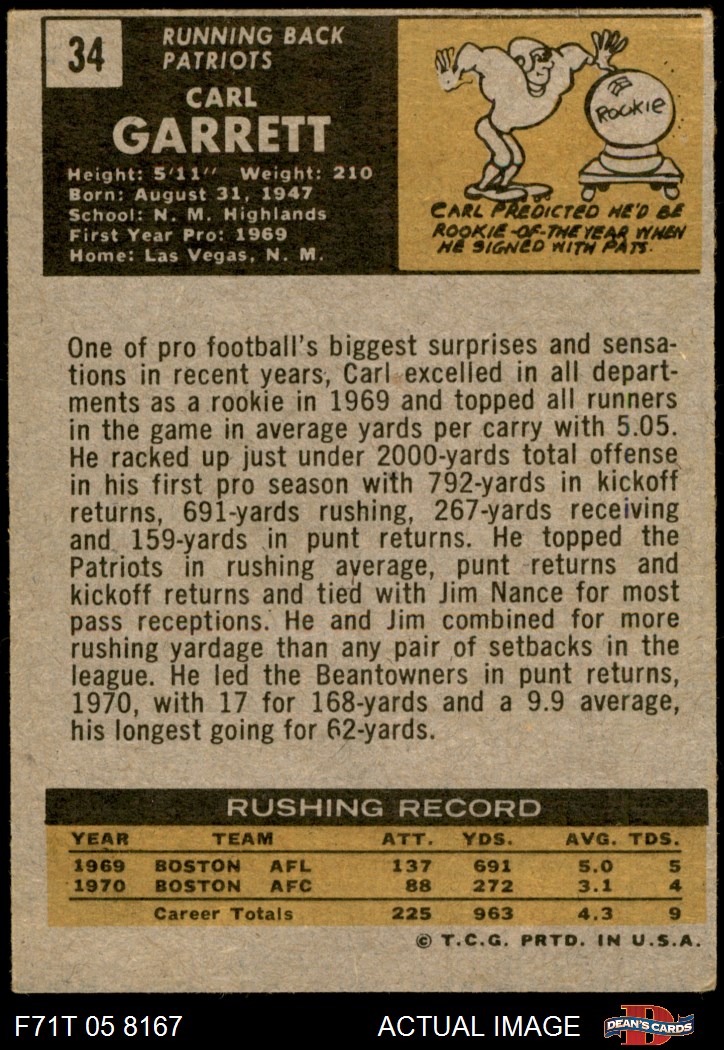 34
RUNNING BACK
PATRIOTS
CARL
GARRETT
Height: 5'11" Weight: 210
Born: August 31, 1947
School: N. M. Highlands
First Year Pro: 1969
Home: Las Vegas, N. M.
ROOKIE
CARL PREDICTED HE'D BE
ROOKIE-OF-THE YEAR WHEN
HE SIGNED WITH PATS.
One of pro football's biggest surprises and sensa-
tions in recent years, Carl excelled in all depart-
ments as a rookie in 1969 and topped all runners
in the game in average yards per carry with 5.05.
He racked up just under 2000-yards total offense
in his first pro season with 792-yards in kickoff
returns, 691-yards rushing, 267-yards receiving
and 159-yards in punt returns. He topped the
Patriots in rushing average, punt returns and
kickoff returns and tied with Jim Nance for most
pass receptions. He and Jim combined for more
rushing yardage than any pair of setbacks in the
league. He led the Beantowners in punt returns,
1970, with 17 for 168-yards and a 9.9 average,
his longest going for 62-yards.
RUSHING RECORD
YEAR TEAM ATT. YDS. AVG. TDS.
1969 BOSTON AFL 137 691 5.0 5
1970 BOSTON AFC 88 272 3.1 4
Career Totals 225 963 4.3 9
© T.C.G. PRTD. IN U.S.A.
F71T 05 8167 ACTUAL IMAGE
D
DEAN'S CARDS